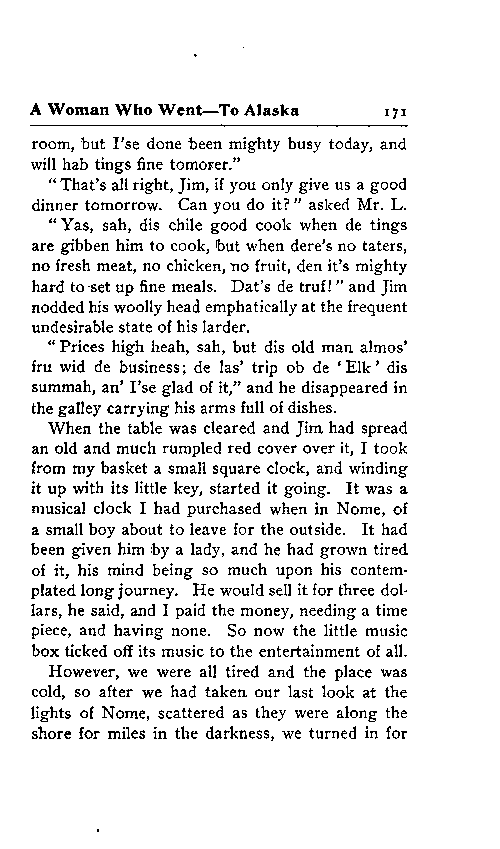 A Woman Who Went—To Alaska 171
room, but I'se done been mighty busy today, and
will hab tings fine tomorer."
"That's all right, Jim, if you only give us a good
dinner tomorrow. Can you do it?" asked Mr. L.
"Yas, sah, dis chile good cook when de tings
are gibben him to cook, but when dere's no taters,
no fresh meat, no chicken, no fruit, den it's mighty
hard to set up fine meals. Dat's de truf!" and Jim
nodded his woolly head emphatically at the frequent
undesirable state of his larder.
"Prices high heah, sah, but dis old man almos'
fru wid de business; de las' trip ob de 'Elk' dis
summah, an' I'se glad of it," and he disappeared in
the galley carrying his arms full of dishes.
When the table was cleared and Jim had spread
an old and much rumpled red cover over it, I took
from my basket a small square clock, and winding
it up with its little key, started it going. It was a
musical clock I had purchased when in Nome, of
a small boy about to leave for the outside. It had
been given him by a lady, and he had grown tired
of it, his mind being so much upon his contem-
plated long journey. He would sell it for three dol-
lars, he said, and I paid the money, needing a time
piece, and having none. So now the little music
box ticked off its music to the entertainment of all.
However, we were all tired and the place was
cold, so after we had taken our last look at the
lights of Nome, scattered as they were along the
shore for miles in the darkness, we turned in for